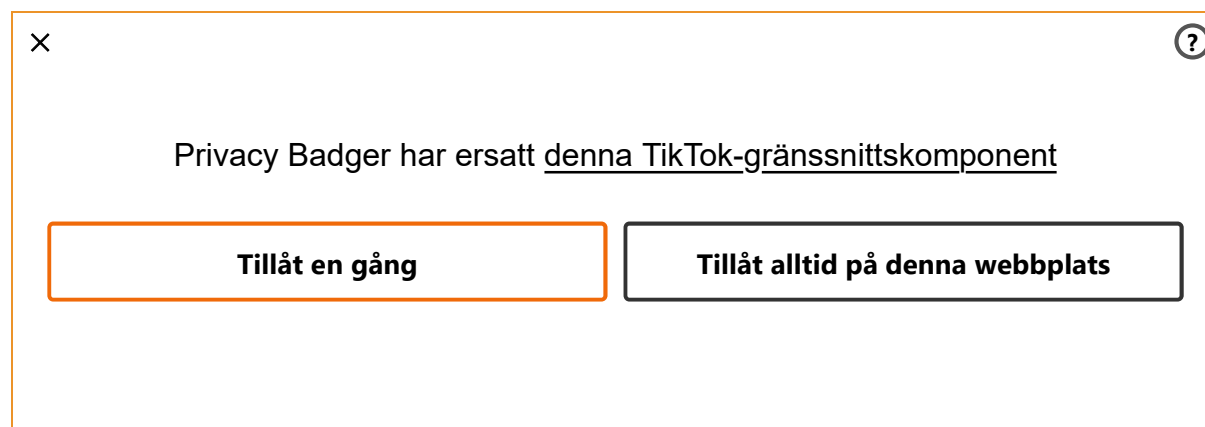 ?
Privacy Badger har ersatt denna TikTok-gränssnittskomponent
Tillåt en gång
Tillåt alltid på denna webbplats